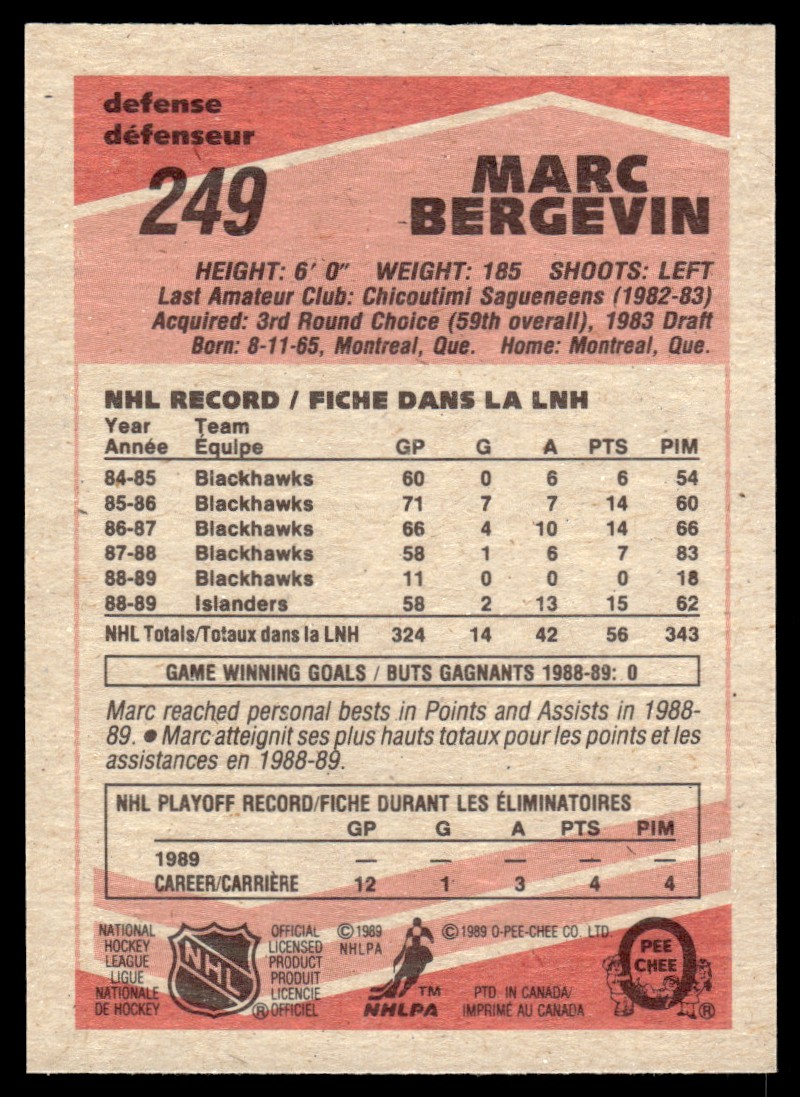 defense
défenseur
249
MARC
BERGEVIN
HEIGHT: 6' 0" WEIGHT: 185 SHOOTS: LEFT
Last Amateur Club: Chicoutimi Sagueneens (1982-83)
Acquired: 3rd Round Choice (59th overall), 1983 Draft
Born: 8-11-65, Montreal, Que. Home: Montreal, Que.
NHL RECORD / FICHE DANS LA LNH
Year Team
Année Équipe GP G A PTS PIM
84-85 Blackhawks 60 0 6 6 54
85-86 Blackhawks 71 7 7 14 60
86-87 Blackhawks 66 4 10 14 66
87-88 Blackhawks 58 1 6 7 83
88-89 Blackhawks 11 0 0 0 18
88-89 Islanders 58 2 13 15 62
NHL Totals/Totaux dans la LNH 324 14 42 56 343
GAME WINNING GOALS / BUTS GAGNANTS 1988-89: 0
Marc reached personal bests in Points and Assists in 1988-
89. ● Marc atteignit ses plus hauts totaux pour les points et les
assistances en 1988-89.
NHL PLAYOFF RECORD/FICHE DURANT LES ÉLIMINATOIRES
GP G A PTS PIM
1989 — — — — —
CAREER/CARRIÈRE 12 1 3 4 4
NATIONAL
HOCKEY
LEAGUE
LIGUE
NATIONALE
DE HOCKEY
NHL
®
OFFICIAL
LICENSED
PRODUCT
PRODUIT
LICENCIE
OFFICIEL
©1989
NHLPA
TM
NHLPA
©1989 O-PEE-CHEE CO. LTD.
PTD. IN CANADA/
IMPRIMÉ AU CANADA
PEE
CHEE
®